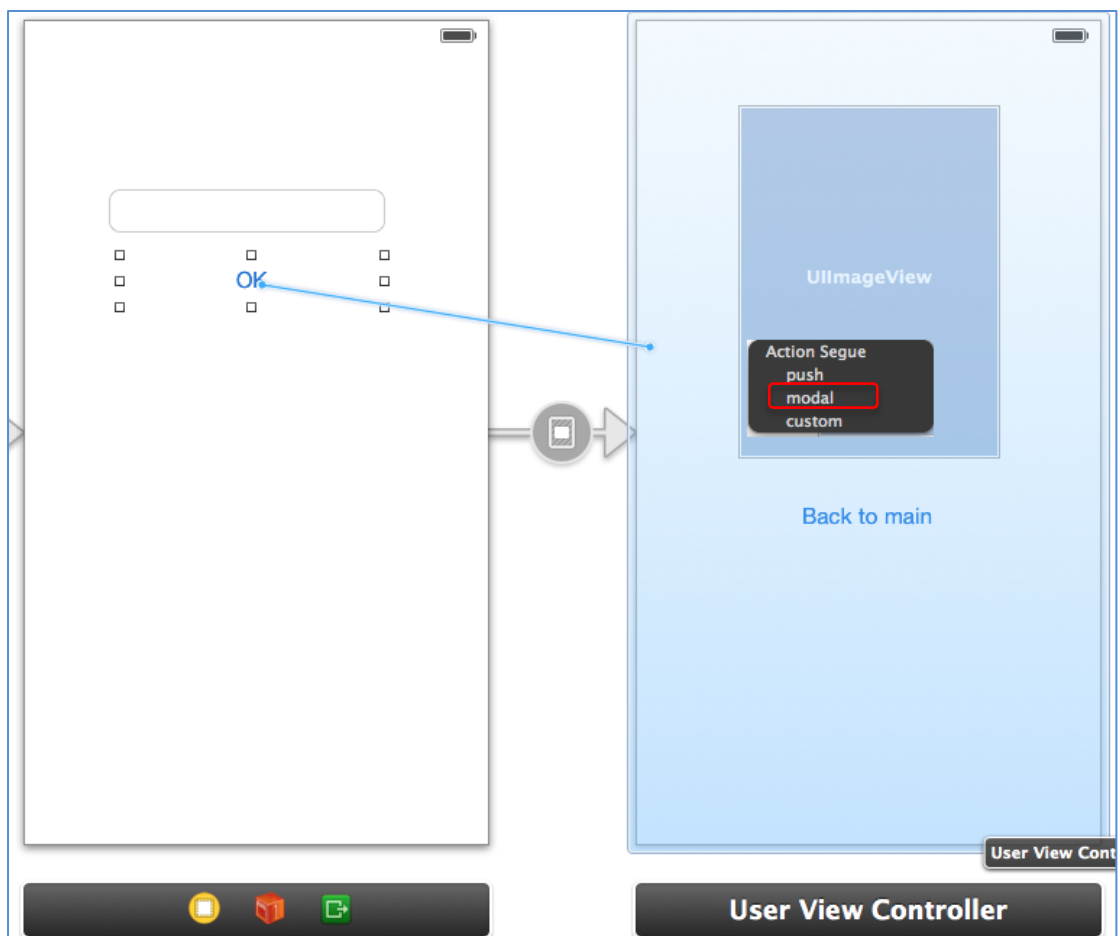 OK
UIImageView
Action Segue
push
modal
custom
Back to main
User View Cont
User View Controller